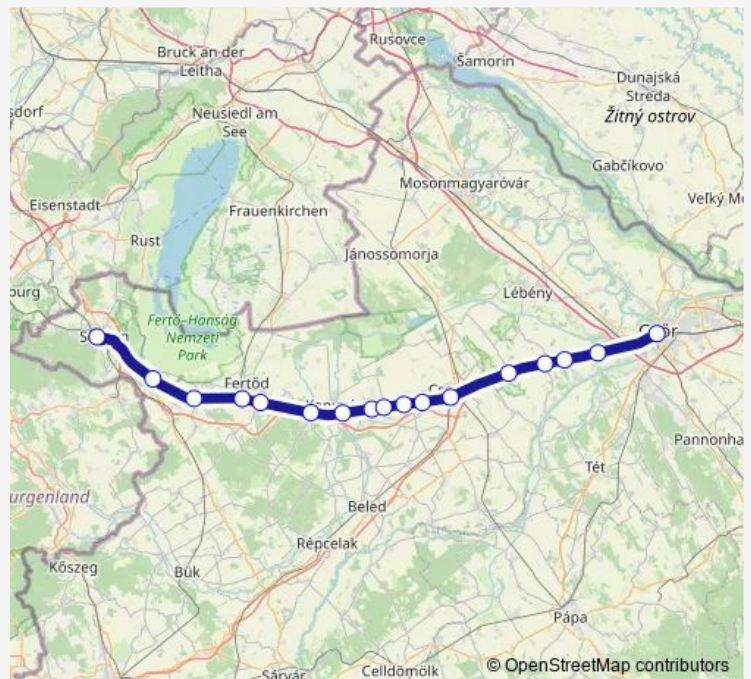 Rusovce
Bruck an der
Leitha
Šamorín
Dunajská
Streda
Žitný ostrov
sdorf
Neusiedl am
See
Gabčíkovo
Mosonmagyaróvár
Eisenstadt
Frauenkirchen
Veľký M
Rust
Jánossomorja
burg
Lébény
Fertő-Hanság
Nemzeti
Park
Fertőd
Pannonha
Tét
urgenland
Beled
Répcelak
Kőszeg
Bük
Pápa
Sárvár
Celldömölk
© OpenStreetMap contributors